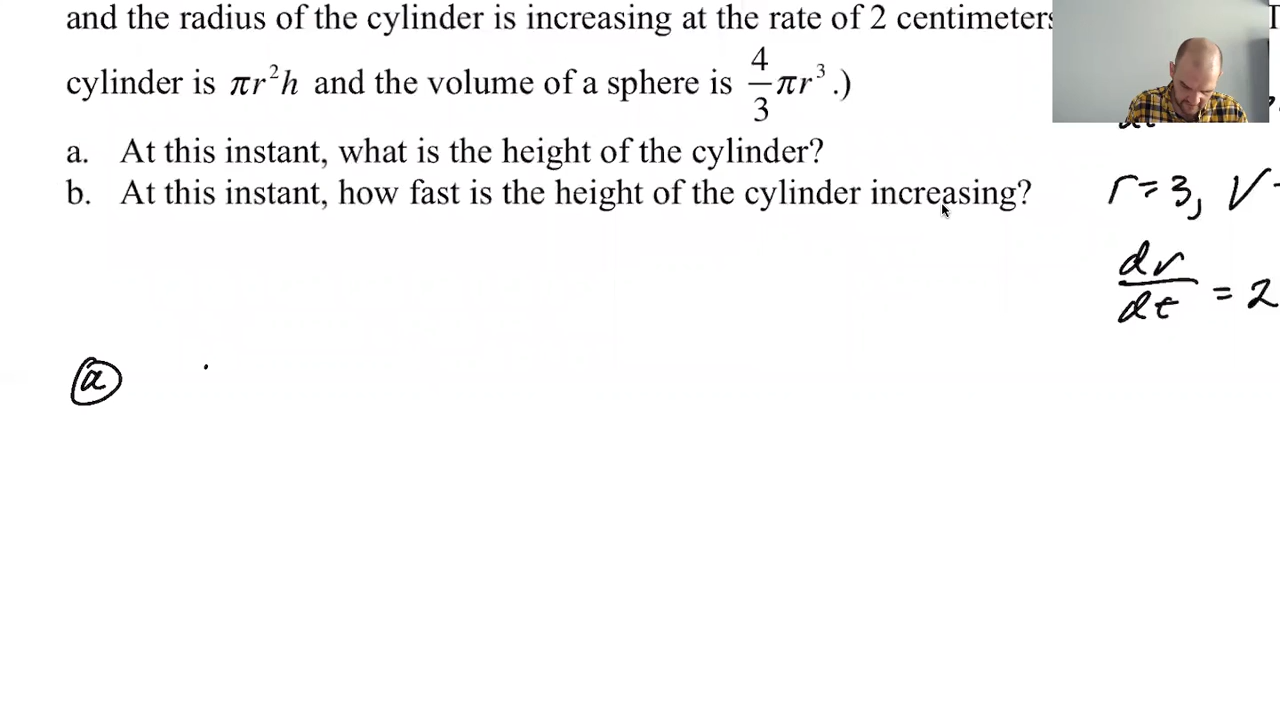 and the radius of the cylinder is increasing at the rate of 2 centimeters
cylinder is πr²h and the volume of a sphere is 4/3 πr³.)
a. At this instant, what is the height of the cylinder?
b. At this instant, how fast is the height of the cylinder increasing?
r=3, V
dr/dt = 2
ⓐ